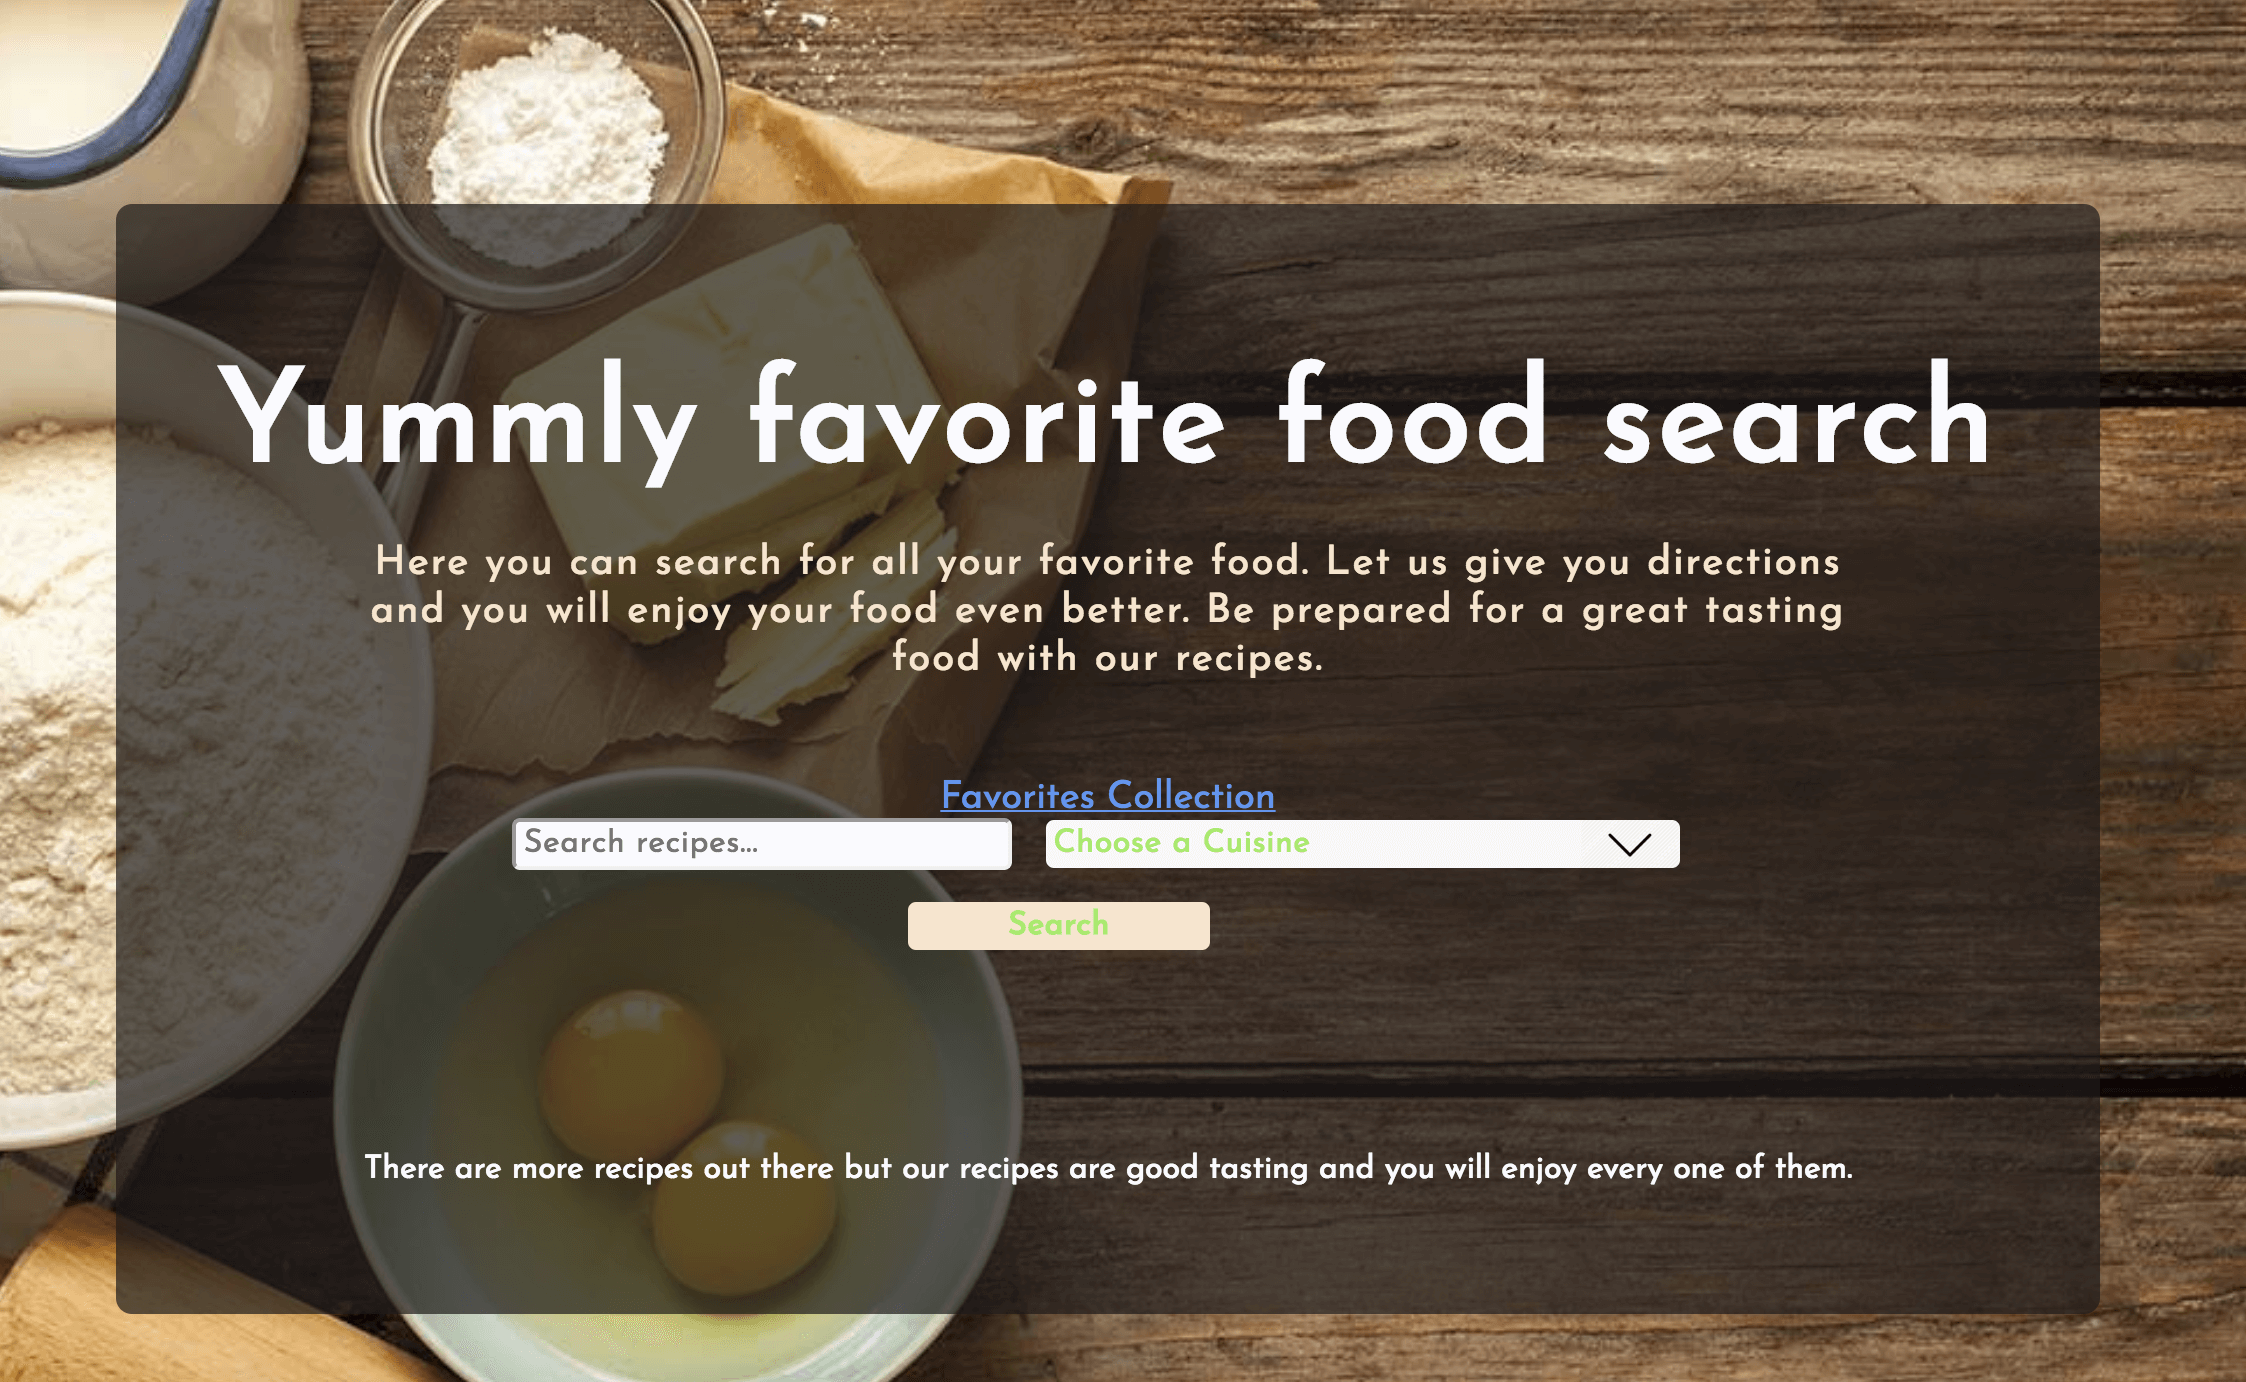 Yummly favorite food search
Here you can search for all your favorite food. Let us give you directions
and you will enjoy your food even better. Be prepared for a great tasting
food with our recipes.
Favorites Collection
Search recipes...
Choose a Cuisine
Search
There are more recipes out there but our recipes are good tasting and you will enjoy every one of them.